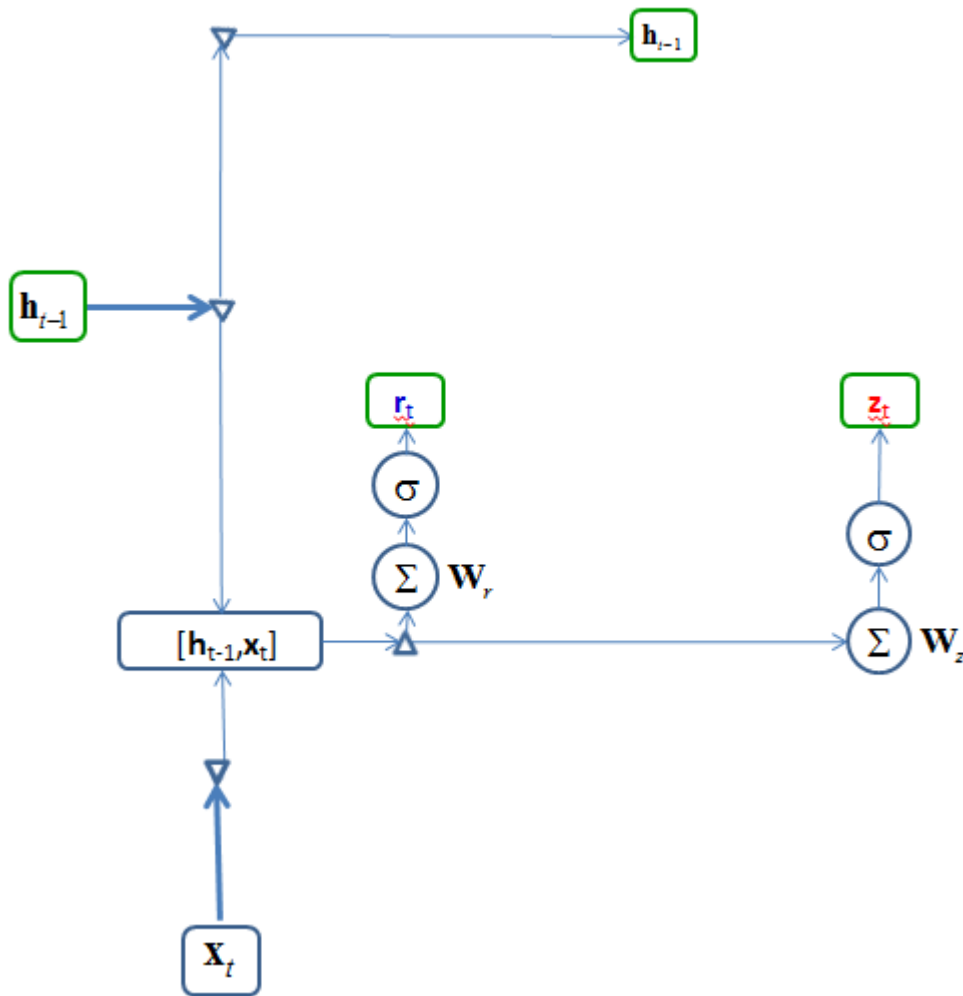 h_{t-1}
h_{t-1}
r_t
z_t
σ
σ
Σ W_r
[h_{t-1},x_t]
Σ W_z
X_t